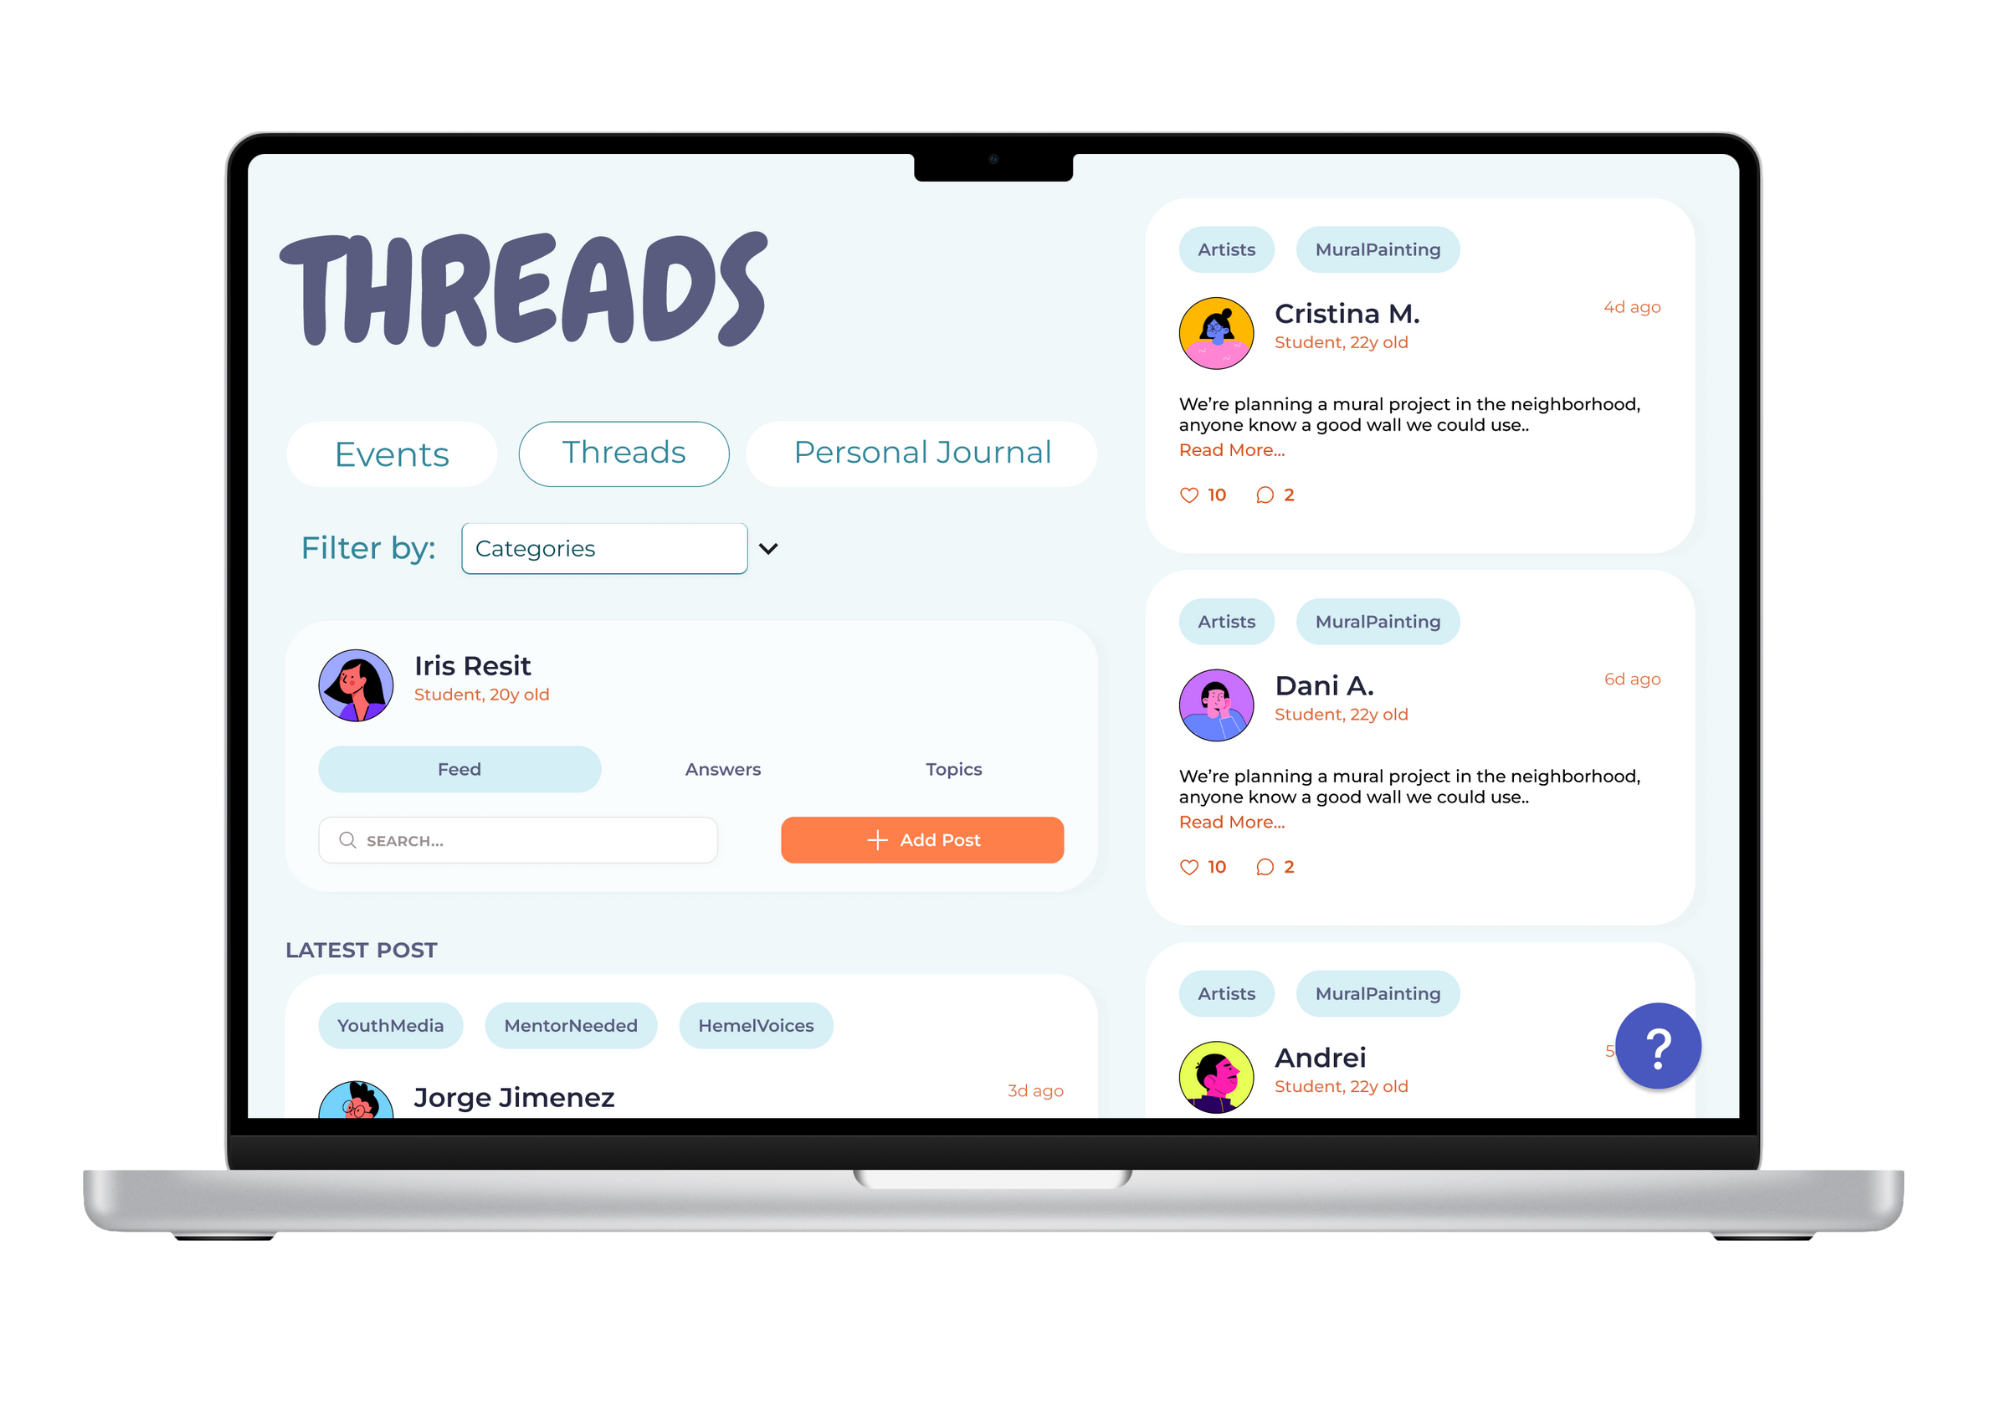 THREADS
Events
Threads
Personal Journal
Filter by:
Categories
Iris Resit
Student, 20y old
Feed
Answers
Topics
SEARCH...
Add Post
LATEST POST
YouthMedia
MentorNeeded
HemelVoices
Jorge Jimenez
3d ago
Artists
MuralPainting
Cristina M.
4d ago
Student, 22y old
We're planning a mural project in the neighborhood,
anyone know a good wall we could use..
Read More...
10
2
Artists
MuralPainting
Dani A.
6d ago
Student, 22y old
We're planning a mural project in the neighborhood,
anyone know a good wall we could use..
Read More...
10
2
Artists
MuralPainting
Andrei
Student, 22y old
?